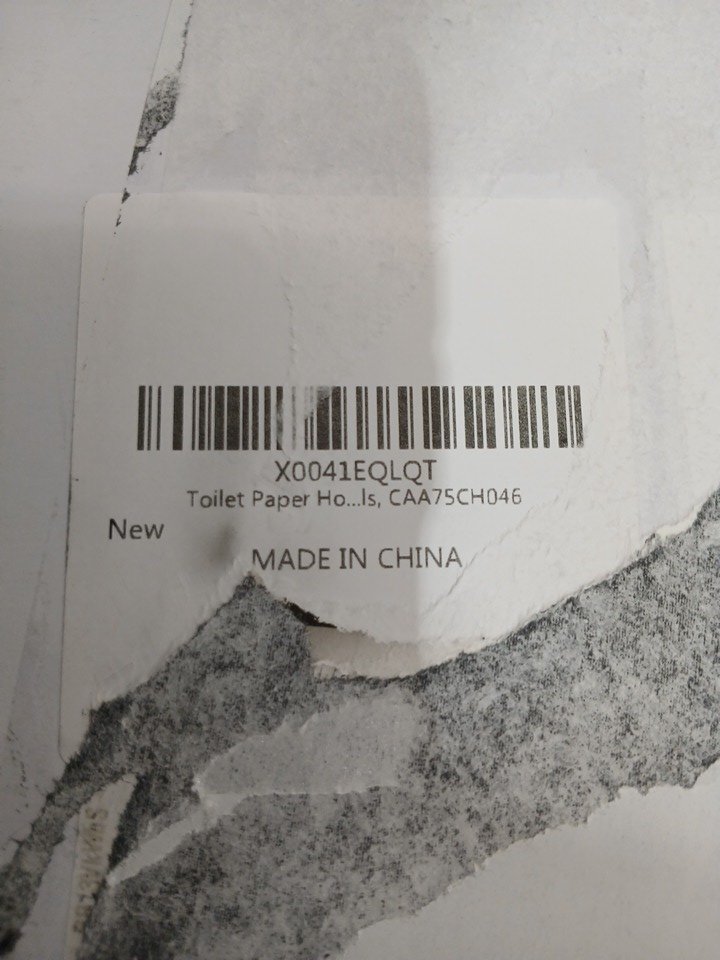 X0041EQLQT
Toilet Paper Ho...ls, CAA75CH046
New
MADE IN CHINA